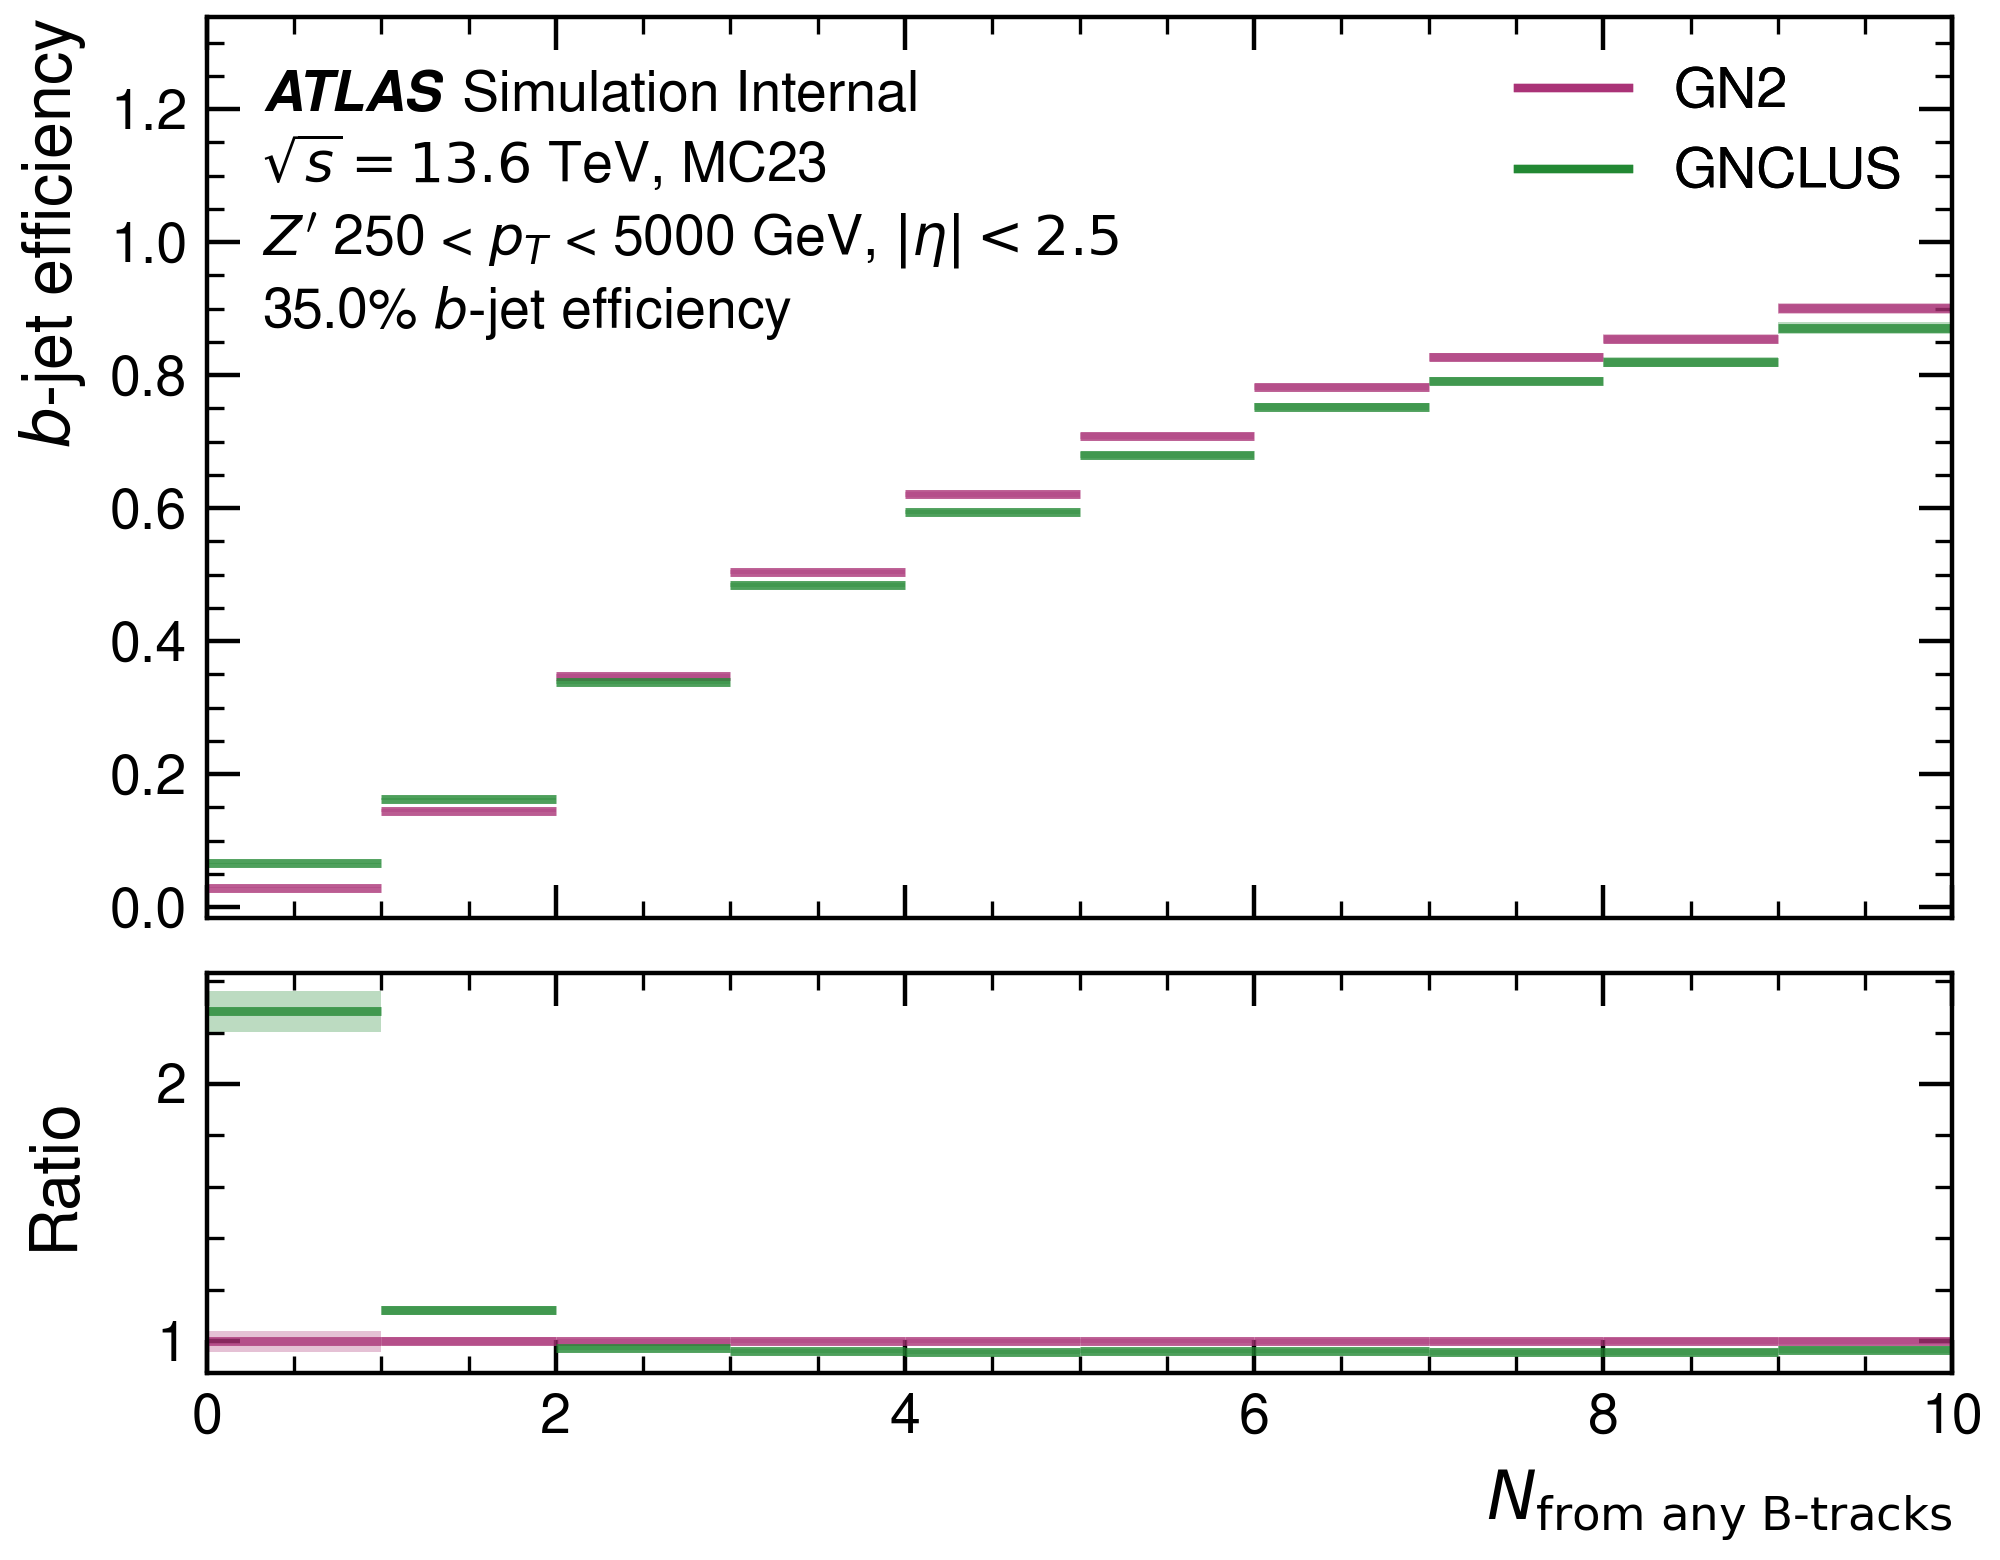 b-jet efficiency
1.2
1.0
0.8
0.6
0.4
0.2
0.0
ATLAS Simulation Internal
√s = 13.6 TeV, MC23
Z′ 250 < p_T < 5000 GeV, |η| < 2.5
35.0% b-jet efficiency
GN2
GNCLUS
Ratio
2
1
0 2 4 6 8 10
N_from any B-tracks